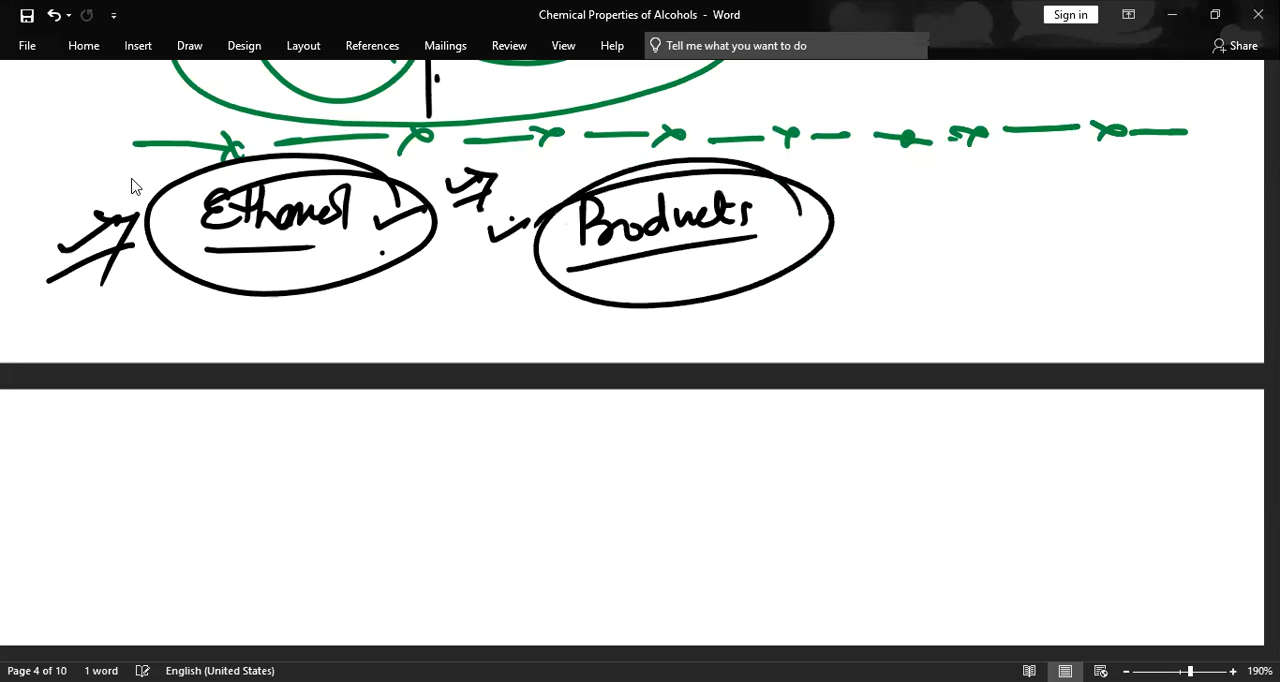 Chemical Properties of Alcohols - Word
Sign in
File Home Insert Draw Design Layout References Mailings Review View Help Tell me what you want to do Share
Ethanol Products
Page 4 of 10 1 word English (United States) 190%